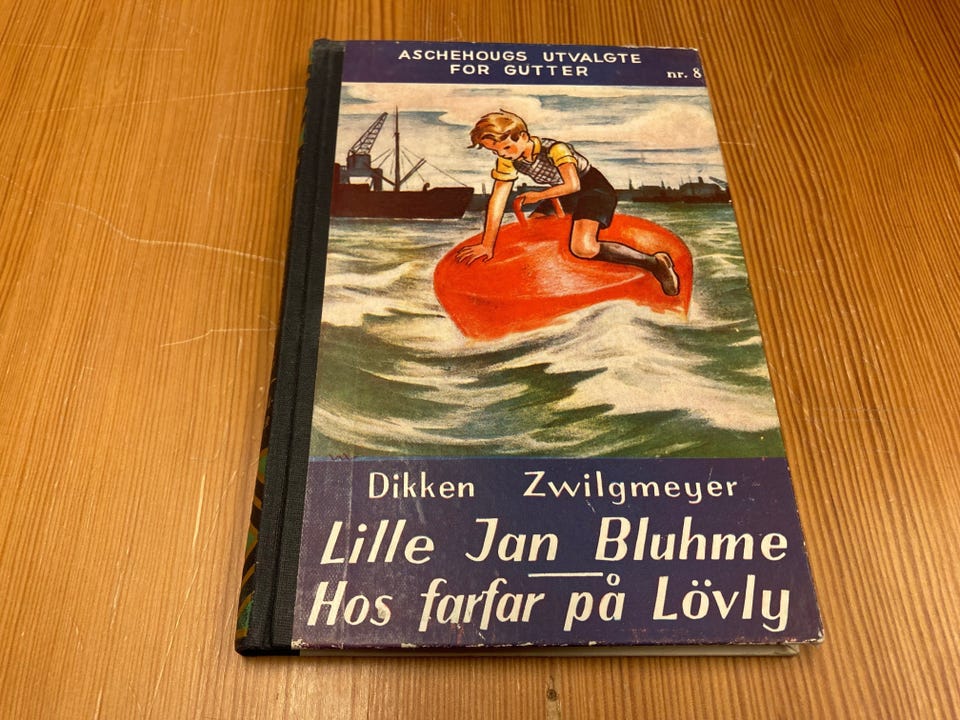 ASCHEHOUGS UTVALGTE
FOR GUTTER nr. 8
Dikken Zwilgmeyer
Lille Jan Bluhme
Hos farfar på Lövly